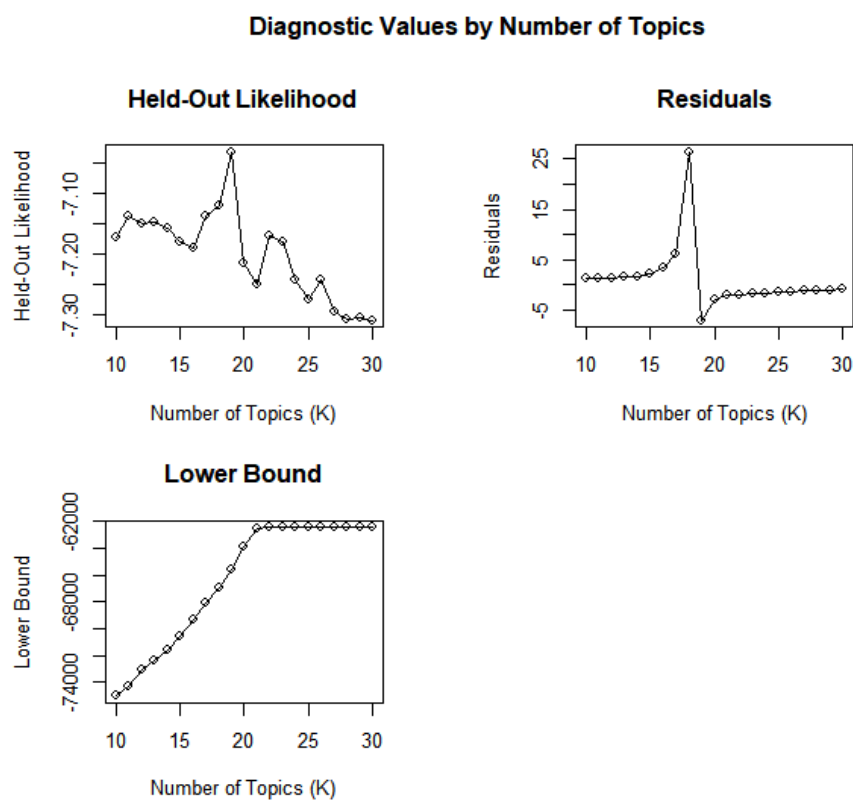 Diagnostic Values by Number of Topics
Held-Out Likelihood
Held-Out Likelihood
-7.10
-7.20
-7.30
10 15 20 25 30
Number of Topics (K)
Residuals
Residuals
25
15
5
-5
10 15 20 25 30
Number of Topics (K)
Lower Bound
Lower Bound
-62000
-68000
-74000
10 15 20 25 30
Number of Topics (K)